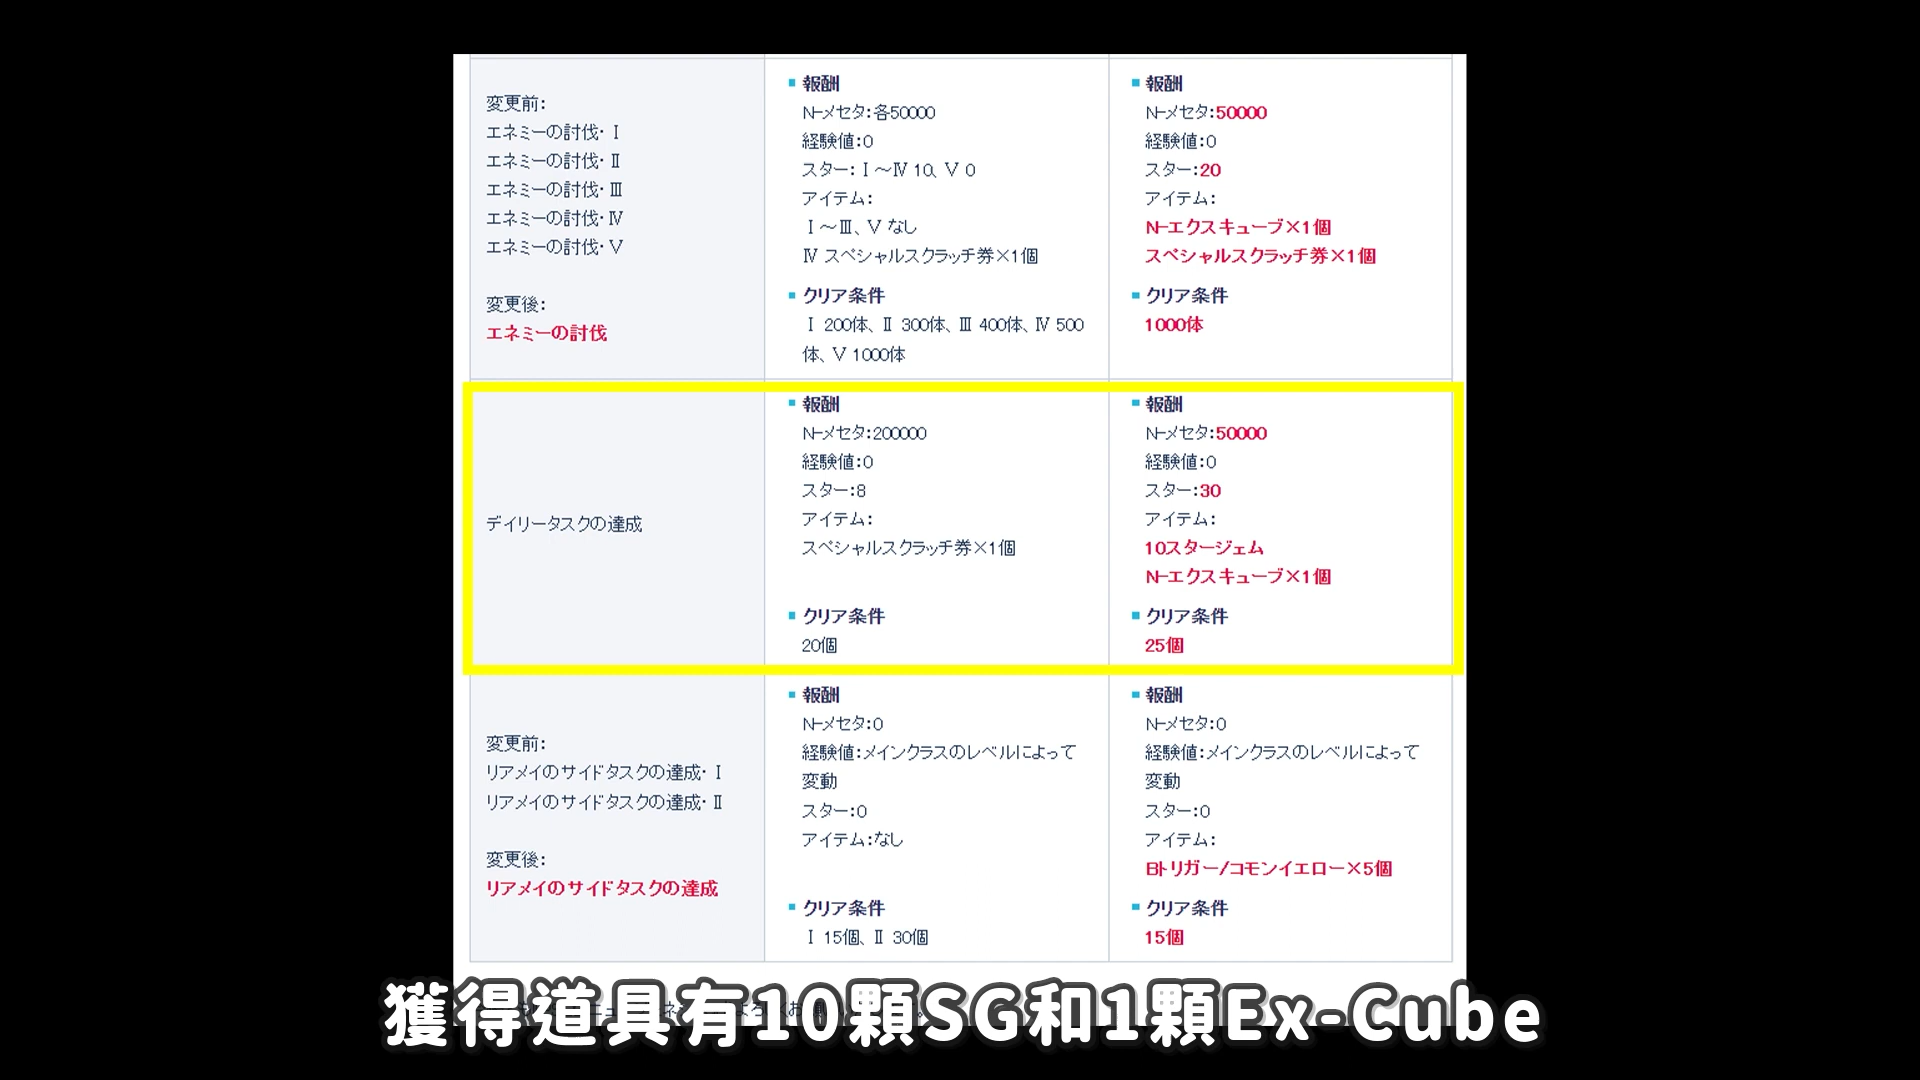 変更前:
エネミーの討伐・Ⅰ
エネミーの討伐・Ⅱ
エネミーの討伐・Ⅲ
エネミーの討伐・Ⅳ
エネミーの討伐・Ⅴ
変更後:
エネミーの討伐
報酬
N-メセタ:各50000
経験値:0
スター:Ⅰ～Ⅳ 10、Ⅴ 0
アイテム:
Ⅰ～Ⅲ、Ⅴ なし
Ⅳ スペシャルスクラッチ券×1個
クリア条件
Ⅰ 200体、Ⅱ 300体、Ⅲ 400体、Ⅳ 500
体、Ⅴ 1000体
報酬
N-メセタ:50000
経験値:0
スター:20
アイテム:
N-エクスキューブ×1個
スペシャルスクラッチ券×1個
クリア条件
1000体
デイリータスクの達成
報酬
N-メセタ:200000
経験値:0
スター:8
アイテム:
スペシャルスクラッチ券×1個
クリア条件
20個
報酬
N-メセタ:50000
経験値:0
スター:30
アイテム:
10スタージェム
N-エクスキューブ×1個
クリア条件
25個
変更前:
リアメイのサイドタスクの達成・Ⅰ
リアメイのサイドタスクの達成・Ⅱ
変更後:
リアメイのサイドタスクの達成
報酬
N-メセタ:0
経験値:メインクラスのレベルによって
変動
スター:0
アイテム:なし
クリア条件
Ⅰ 15個、Ⅱ 30個
報酬
N-メセタ:0
経験値:メインクラスのレベルによって
変動
スター:0
アイテム:
Bトリガー/コモンイエロー×5個
クリア条件
15個
獲得道具有10顆SG和1顆Ex-Cube